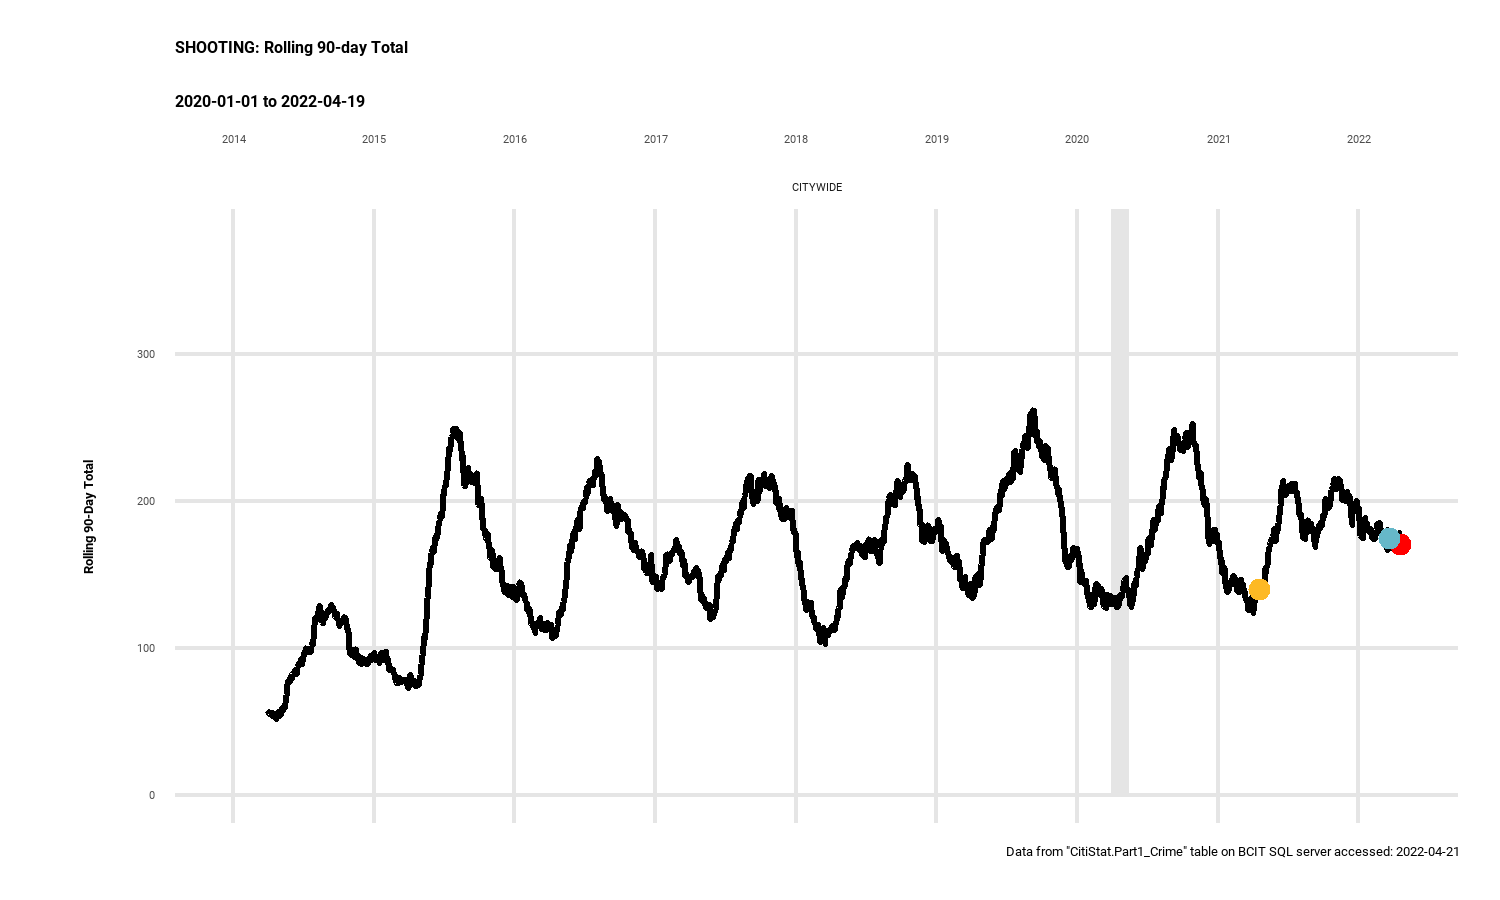 SHOOTING: Rolling 90-day Total
2020-01-01 to 2022-04-19
2014 2015 2016 2017 2018 2019 2020 2021 2022
CITYWIDE
300
200
100
0
Rolling 90-Day Total
Data from "CitiStat.Part1_Crime" table on BCIT SQL server accessed: 2022-04-21